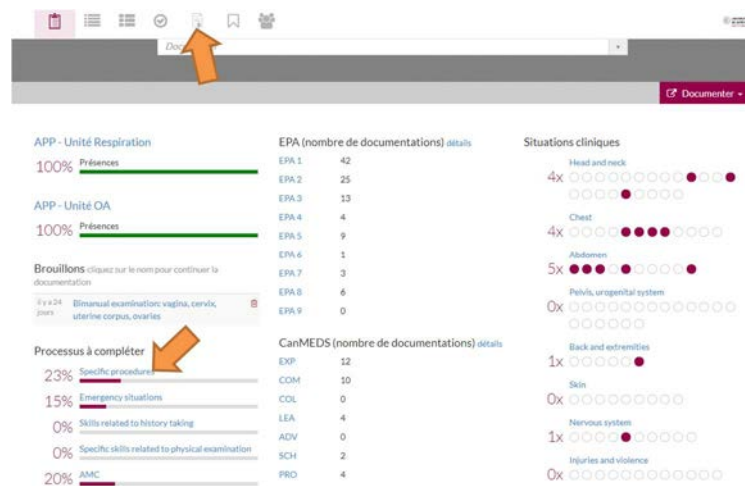 Documenter
APP - Unité Respiration
100% Présences
APP - Unité OA
100% Présences
Brouillons cliquez sur le nom pour continuer la
documentation
il y a 24
jours
Bimanual examination: vagina, cervix,
uterine corpus, ovaries
Processus à compléter
23% Specific procedures
15% Emergency situations
0% Skills related to history taking
0% Specific skills related to physical examination
20% AMC
EPA (nombre de documentations) détails
EPA 1 42
EPA 2 25
EPA 3 13
EPA 4 4
EPA 5 9
EPA 6 1
EPA 7 3
EPA 8 6
EPA 9 0
CanMEDS (nombre de documentations) détails
EXP 12
COM 10
COL 0
LEA 4
ADV 0
SCH 2
PRO 4
Situations cliniques
Head and neck
4x
Chest
4x
Abdomen
5x
Pelvis, urogenital system
0x
Back and extremities
1x
Skin
0x
Nervous system
1x
Injuries and violence
0x